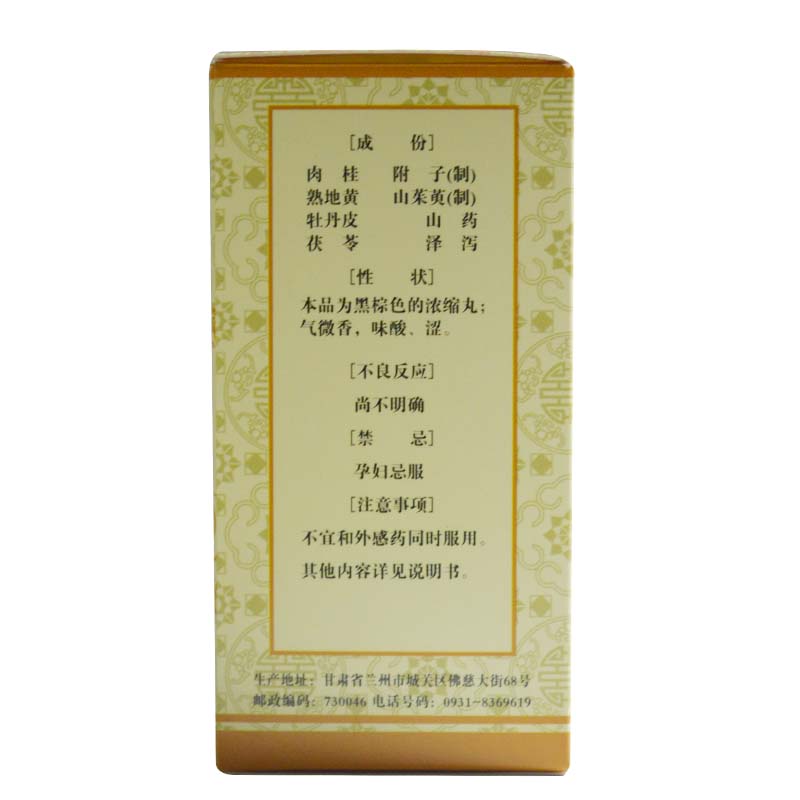 [成 份]
肉 桂 附 子(制)
熟地黄 山茱萸(制)
牡丹皮 山 药
茯 苓 泽 泻
[性 状]
本品为黑棕色的浓缩丸；
气微香，味酸、涩。
[不良反应]
尚不明确
[禁 忌]
孕妇忌服
[注意事项]
不宜和外感药同时服用。
其他内容详见说明书。
生产地址：甘肃省兰州市城关区佛慈大街68号
邮政编码：730046 电话号码：0931-8369619